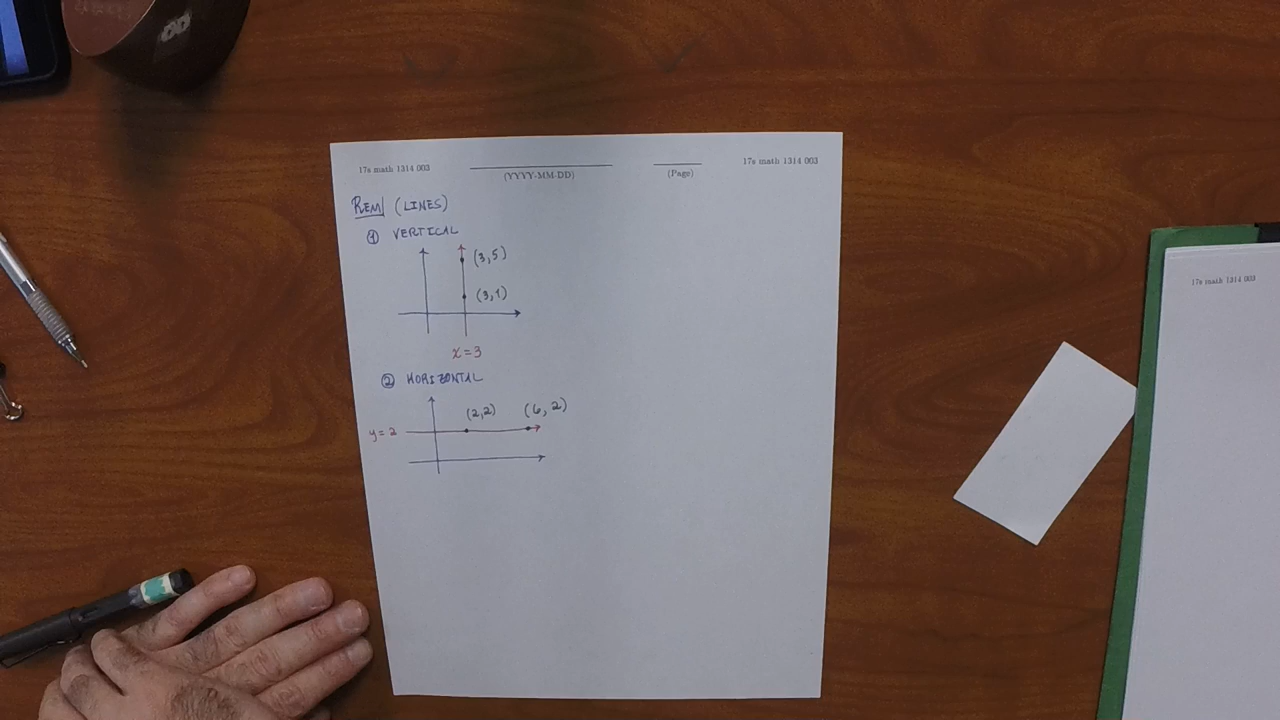 17s math 1314 003 (YYYY-MM-DD) (Page) 17s math 1314 003
REM (LINES)
① VERTICAL
(3,5)
(3,1)
x=3
② HORIZONTAL
(2,2) (6,2)
y=2
17s math 1314 003